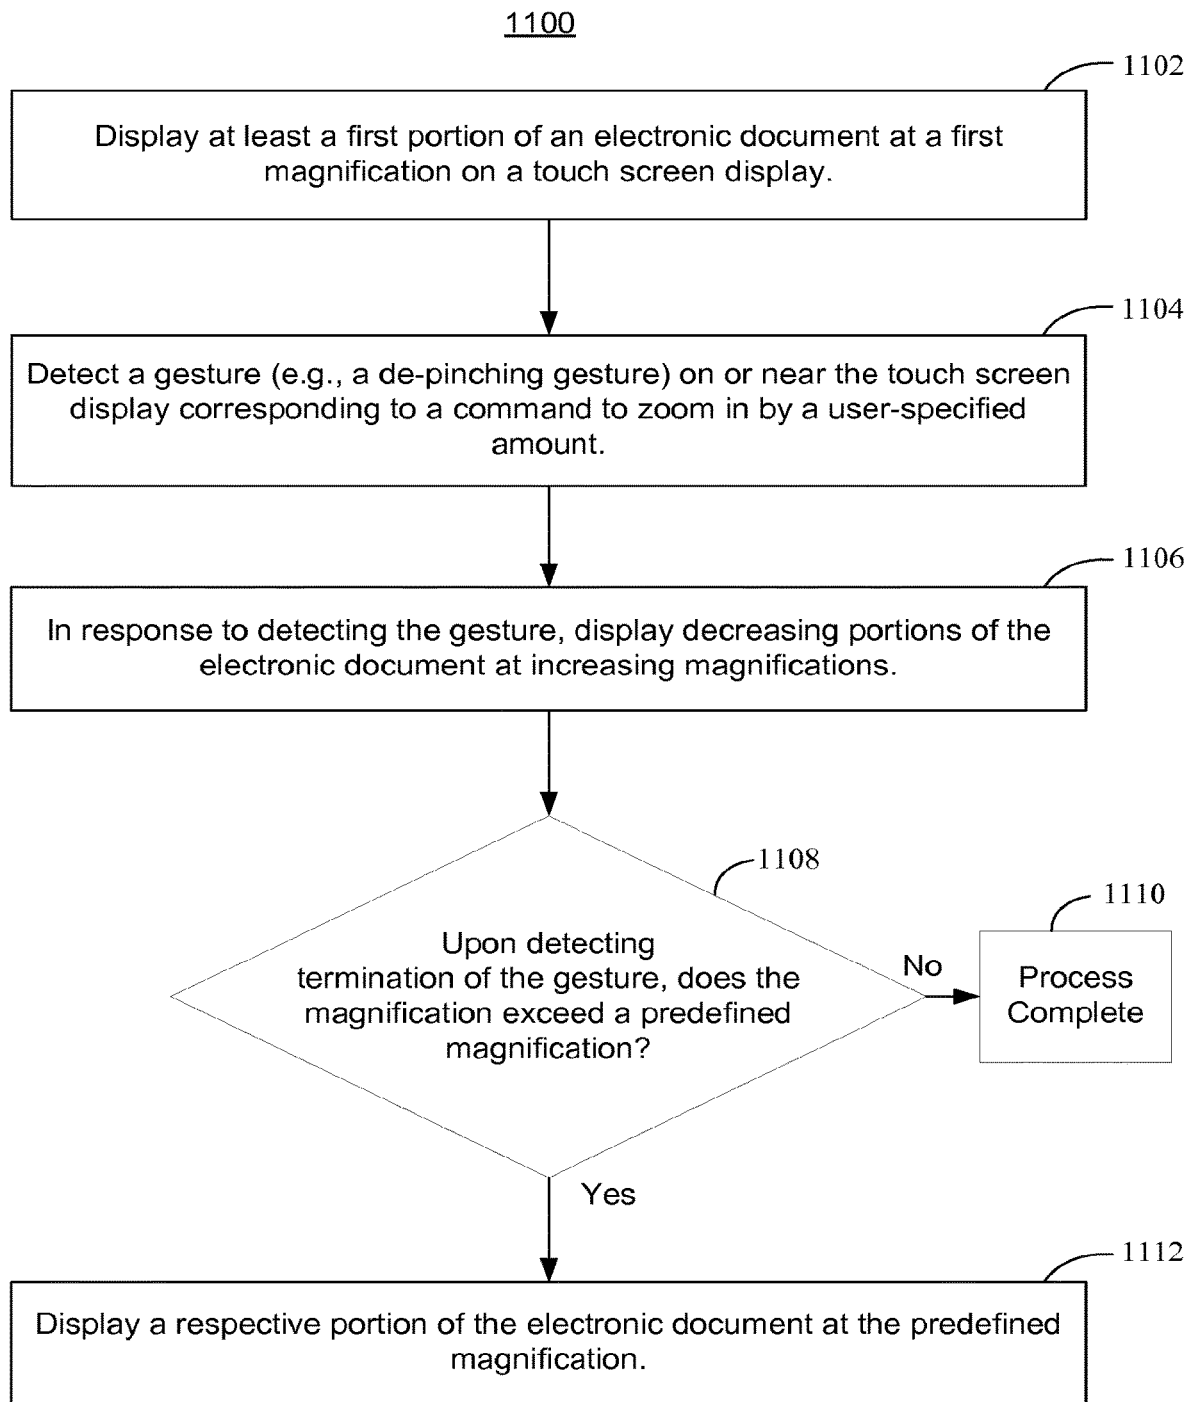 1100
1102
Display at least a first portion of an electronic document at a first
magnification on a touch screen display.
1104
Detect a gesture (e.g., a de-pinching gesture) on or near the touch screen
display corresponding to a command to zoom in by a user-specified
amount.
1106
In response to detecting the gesture, display decreasing portions of the
electronic document at increasing magnifications.
1108
Upon detecting
termination of the gesture, does the
magnification exceed a predefined
magnification?
No
1110
Process
Complete
Yes
1112
Display a respective portion of the electronic document at the predefined
magnification.